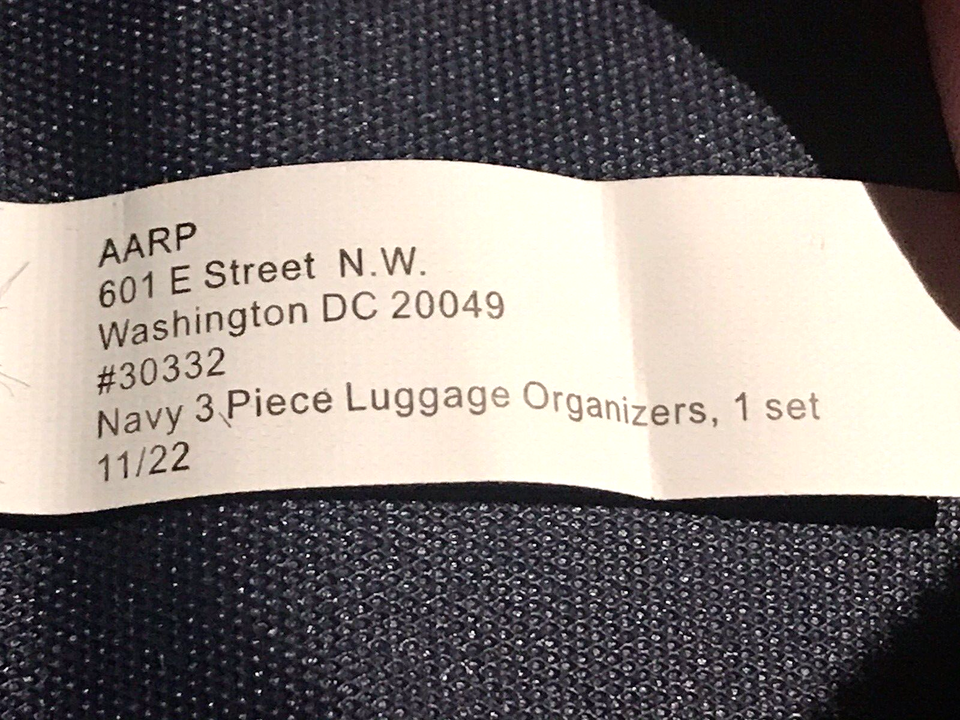 AARP
601 E Street N.W.
Washington DC 20049
#30332
Navy 3 Piece Luggage Organizers, 1 set
11/22